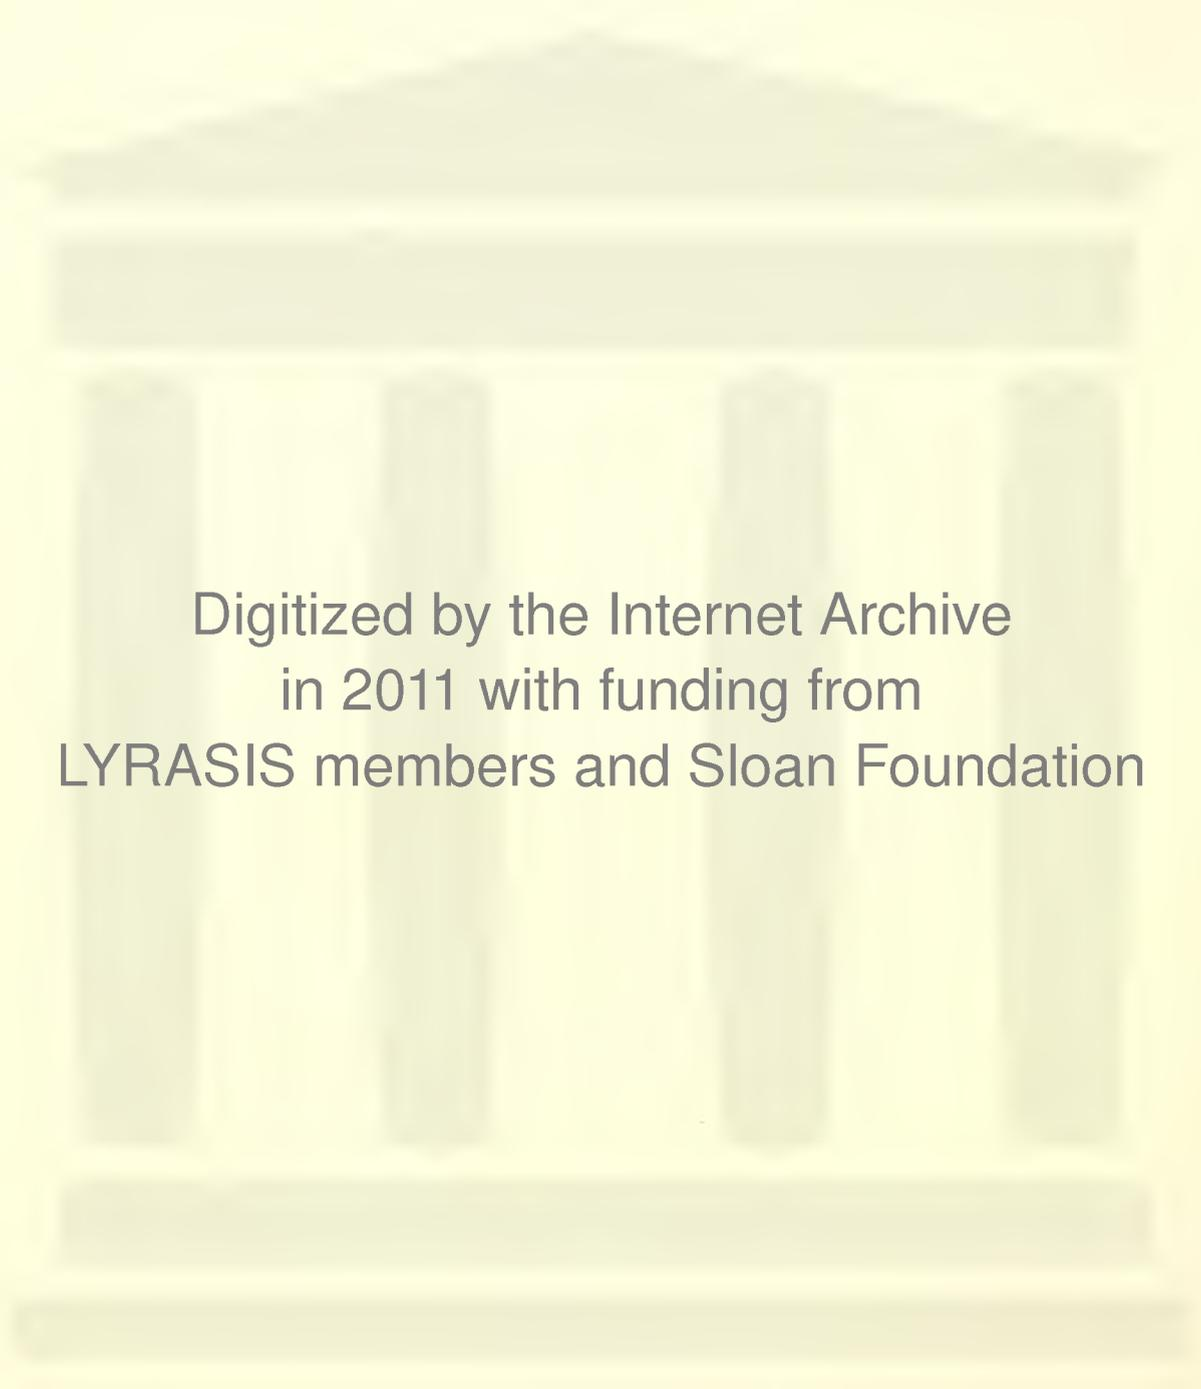 Digitized by the Internet Archive
in 2011 with funding from
LYRASIS members and Sloan Foundation